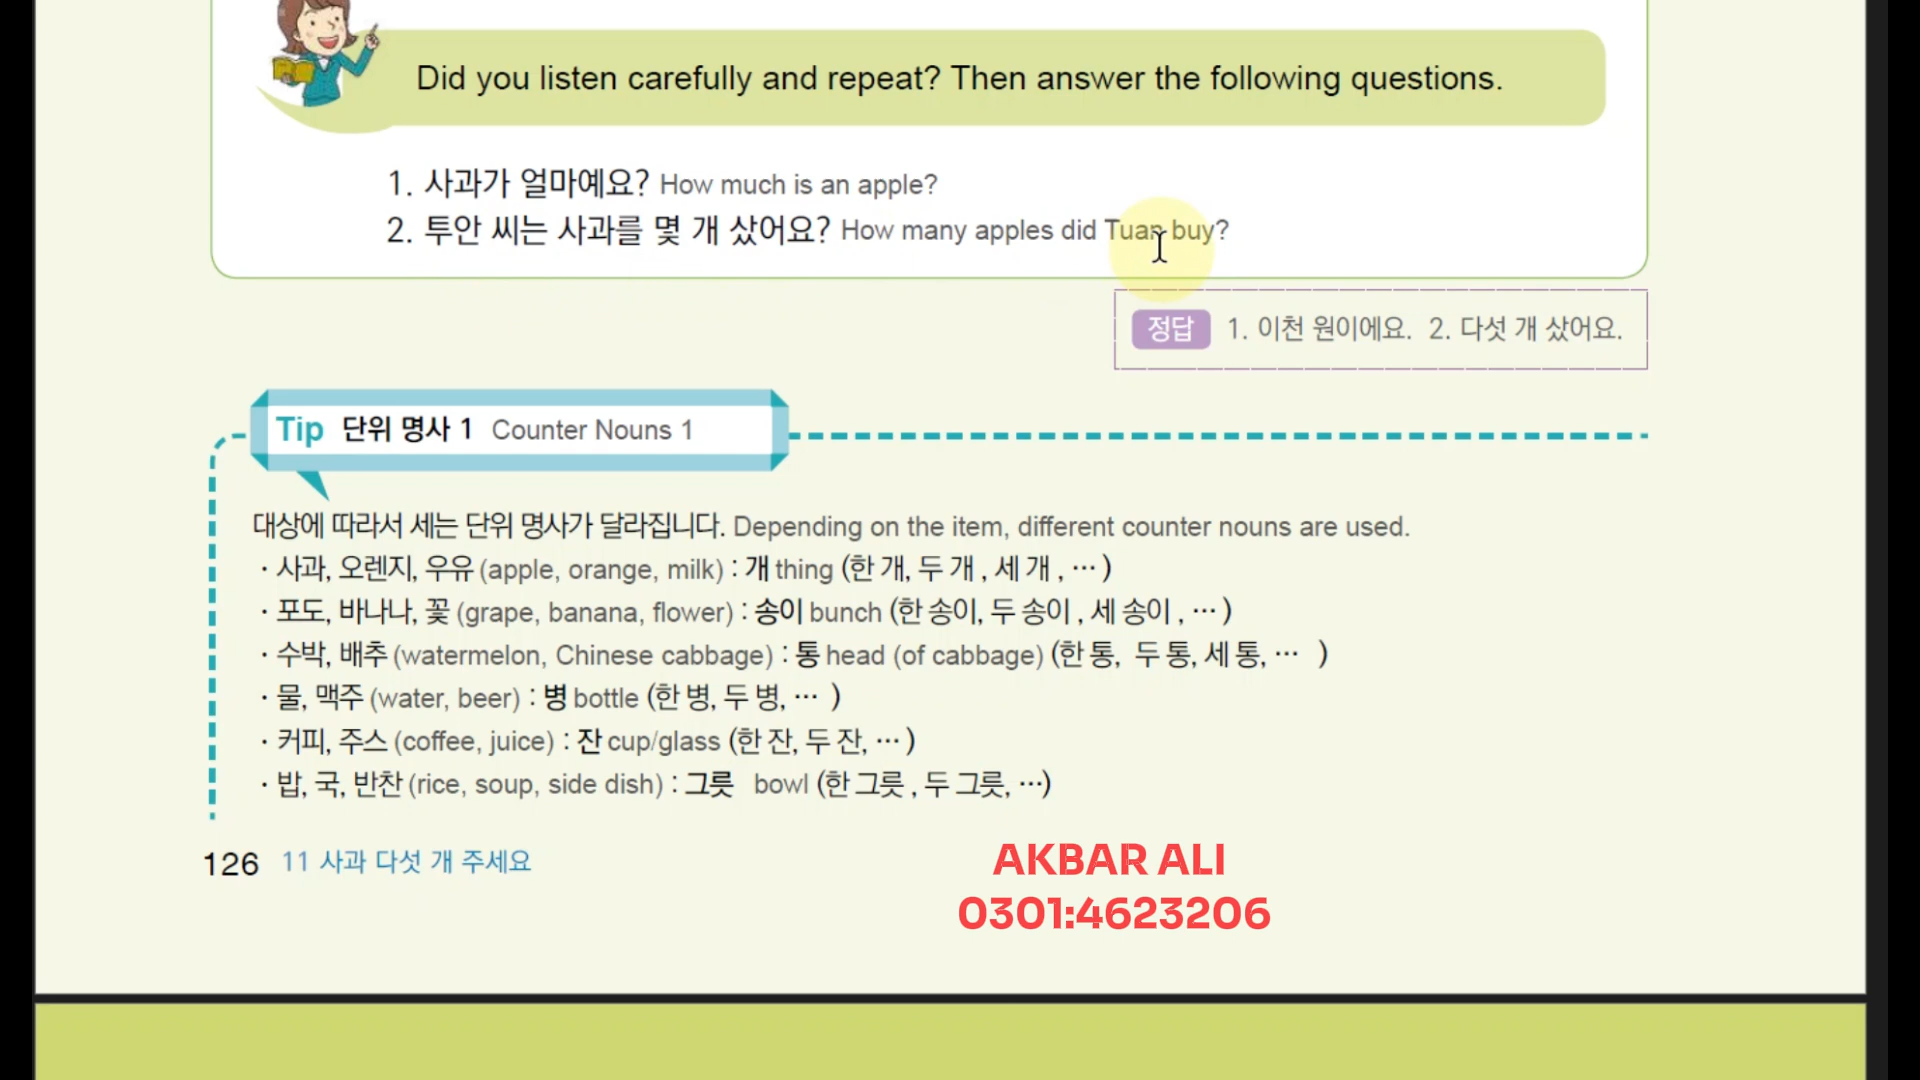 Did you listen carefully and repeat? Then answer the following questions.
1. 사과가 얼마예요? How much is an apple?
2. 투안 씨는 사과를 몇 개 샀어요? How many apples did Tuan buy?
정답 1. 이천 원이에요. 2. 다섯 개 샀어요.
Tip 단위 명사 1 Counter Nouns 1
대상에 따라서 세는 단위 명사가 달라집니다. Depending on the item, different counter nouns are used.
· 사과, 오렌지, 우유 (apple, orange, milk) : 개 thing (한 개, 두 개 , 세 개 , ··· )
· 포도, 바나나, 꽃 (grape, banana, flower) : 송이 bunch (한 송이, 두 송이 , 세 송이 , ··· )
· 수박, 배추 (watermelon, Chinese cabbage) : 통 head (of cabbage) (한 통, 두 통, 세 통, ··· )
· 물, 맥주 (water, beer) : 병 bottle (한 병, 두 병, ··· )
· 커피, 주스 (coffee, juice) : 잔 cup/glass (한 잔, 두 잔, ··· )
· 밥, 국, 반찬 (rice, soup, side dish) : 그릇 bowl (한 그릇 , 두 그릇, ···)
126 11 사과 다섯 개 주세요
AKBAR ALI
0301:4623206